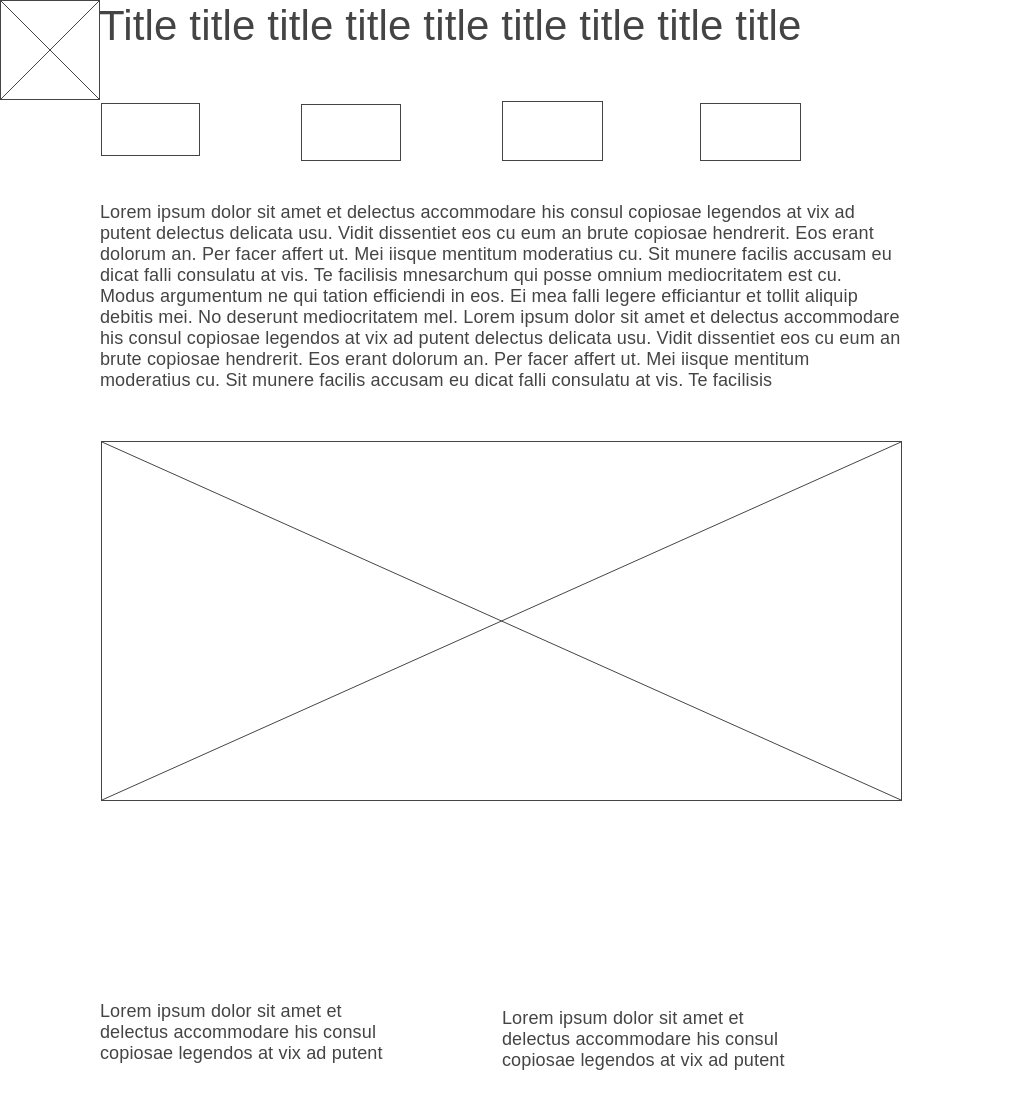 Title title title title title title title title title
Lorem ipsum dolor sit amet et delectus accommodare his consul copiosae legendos at vix ad
putent delectus delicata usu. Vidit dissentiet eos cu eum an brute copiosae hendrerit. Eos erant
dolorum an. Per facer affert ut. Mei iisque mentitum moderatius cu. Sit munere facilis accusam eu
dicat falli consulatu at vis. Te facilisis mnesarchum qui posse omnium mediocritatem est cu.
Modus argumentum ne qui tation efficiendi in eos. Ei mea falli legere efficiantur et tollit aliquip
debitis mei. No deserunt mediocritatem mel. Lorem ipsum dolor sit amet et delectus accommodare
his consul copiosae legendos at vix ad putent delectus delicata usu. Vidit dissentiet eos cu eum an
brute copiosae hendrerit. Eos erant dolorum an. Per facer affert ut. Mei iisque mentitum
moderatius cu. Sit munere facilis accusam eu dicat falli consulatu at vis. Te facilisis
Lorem ipsum dolor sit amet et
delectus accommodare his consul
copiosae legendos at vix ad putent
Lorem ipsum dolor sit amet et
delectus accommodare his consul
copiosae legendos at vix ad putent